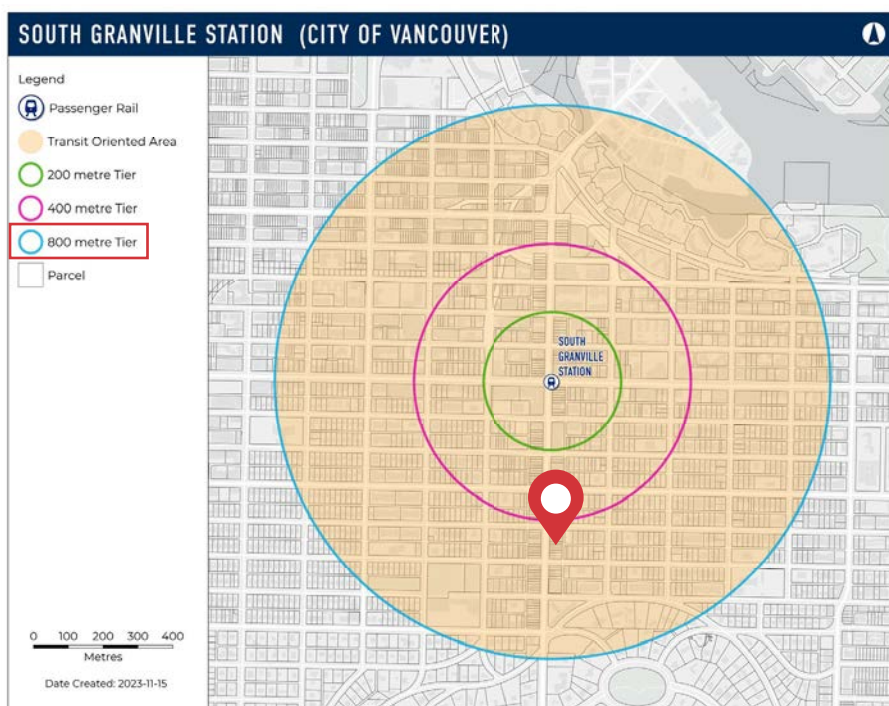 SOUTH GRANVILLE STATION (CITY OF VANCOUVER)
Legend
Passenger Rail
Transit Oriented Area
200 metre Tier
400 metre Tier
800 metre Tier
Parcel
SOUTH
GRANVILLE
STATION
0 100 200 300 400
Metres
Date Created: 2023-11-15